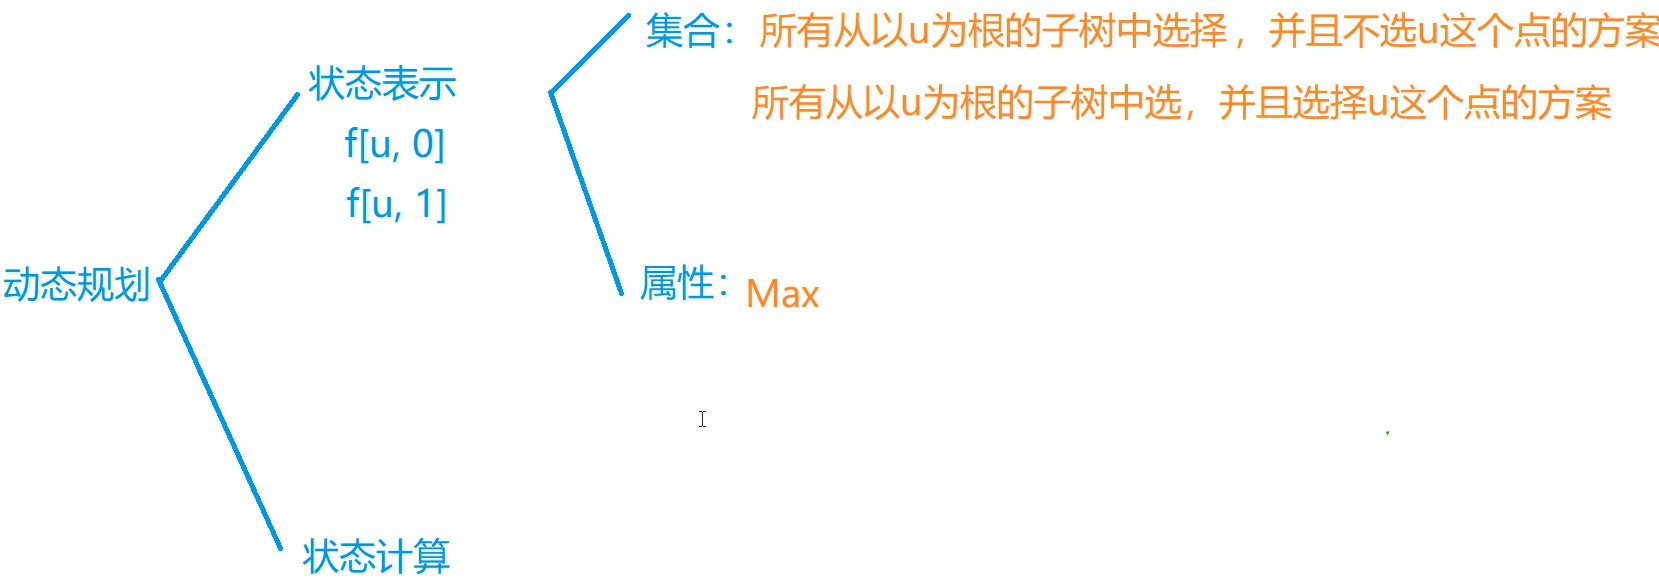 集合：所有从以u为根的子树中选择，并且不选u这个点的方案
所有从以u为根的子树中选，并且选择u这个点的方案
状态表示
f[u, 0]
f[u, 1]
动态规划
属性：Max
状态计算